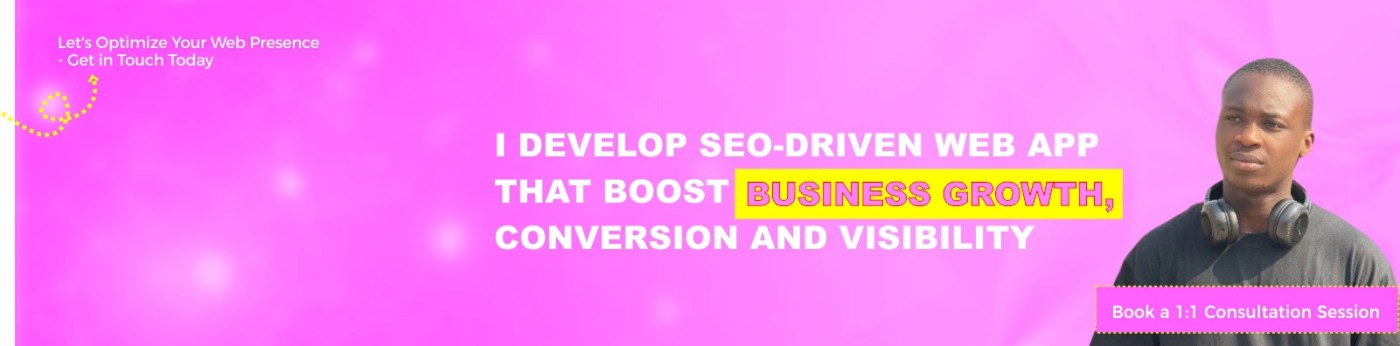 Let's Optimize Your Web Presence
- Get in Touch Today
I DEVELOP SEO-DRIVEN WEB APP
THAT BOOST BUSINESS GROWTH,
CONVERSION AND VISIBILITY
Book a 1:1 Consultation Session